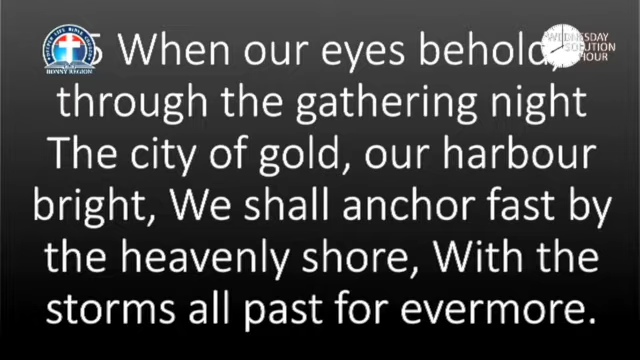 5 When our eyes behold,
through the gathering night
The city of gold, our harbour
bright, We shall anchor fast by
the heavenly shore, With the
storms all past for evermore.
BONNY REGION
WEDNESDAY
SOLUTION
HOUR